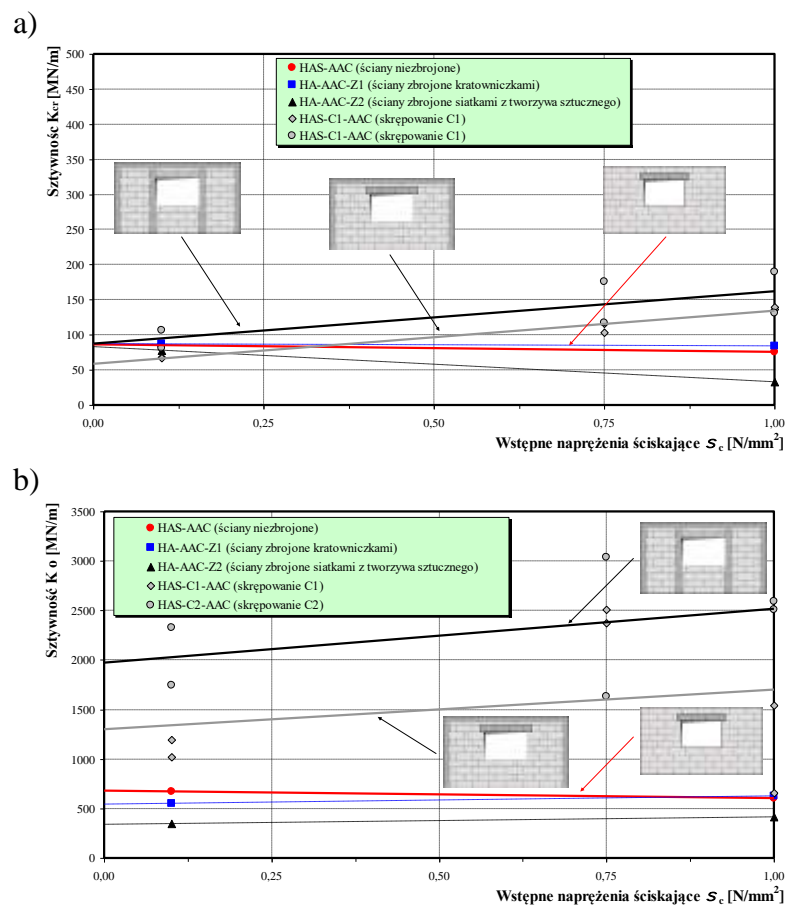 a)
Sztywnośc Kcr [MN/m]
500
450
400
350
300
250
200
150
100
50
0
HAS-AAC (ściany niezbrojone)
HA-AAC-Z1 (ściany zbrojone kratowniczkami)
HA-AAC-Z2 (ściany zbrojone siatkami z tworzywa sztucznego)
HAS-C1-AAC (skrępowanie C1)
HAS-C1-AAC (skrępowanie C1)
0,00 0,25 0,50 0,75 1,00
Wstępne naprężenia ściskające s c [N/mm²]
b)
Sztywność K o [MN/m]
3500
3000
2500
2000
1500
1000
500
0
HAS-AAC (ściany niezbrojone)
HA-AAC-Z1 (ściany zbrojone kratowniczkami)
HA-AAC-Z2 (ściany zbrojone siatkami z tworzywa sztucznego)
HAS-C1-AAC (skrępowanie C1)
HAS-C2-AAC (skrępowanie C2)
0,00 0,25 0,50 0,75 1,00
Wstępne naprężenia ściskające s c [N/mm²]